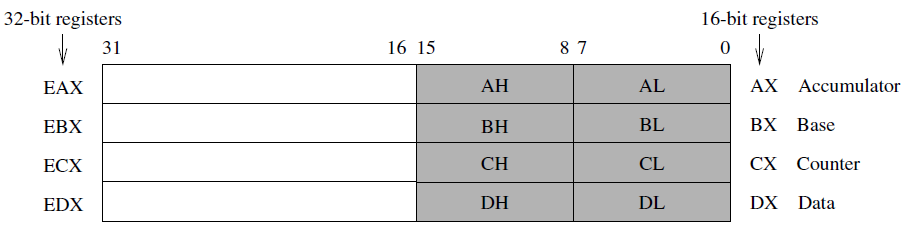 32-bit registers 16-bit registers
31 16 15 8 7 0
EAX AH AL AX Accumulator
EBX BH BL BX Base
ECX CH CL CX Counter
EDX DH DL DX Data